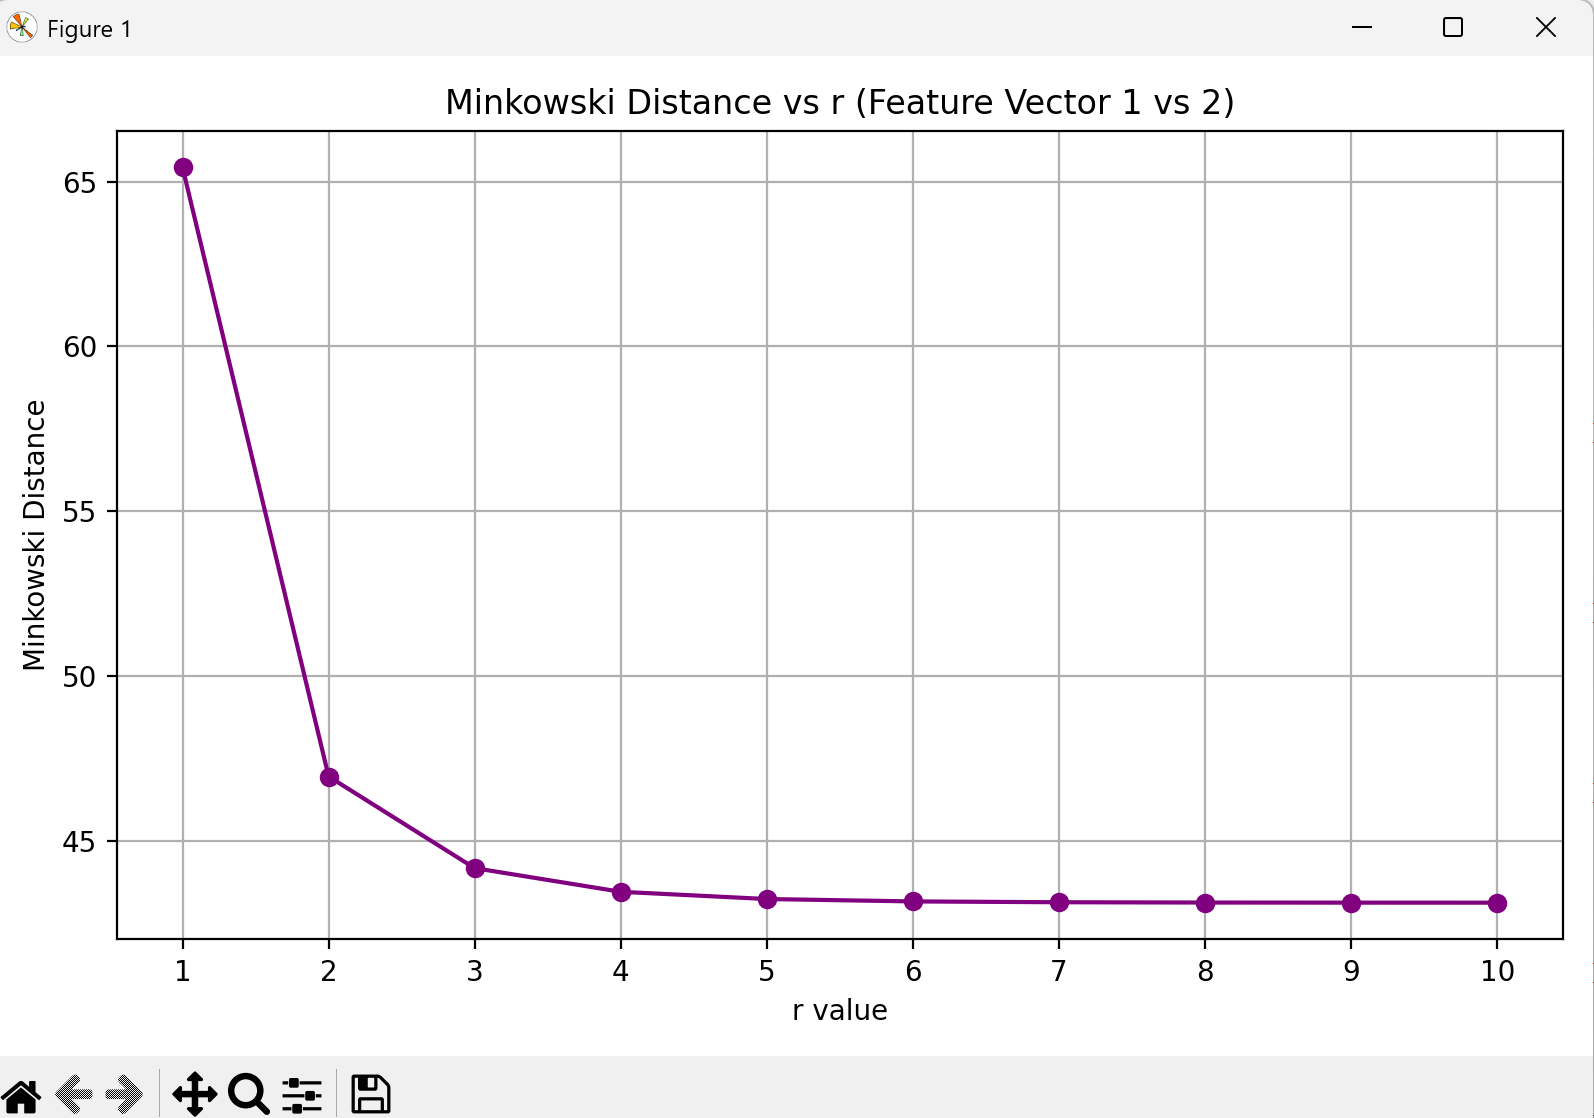 Figure 1
Minkowski Distance vs r (Feature Vector 1 vs 2)
65
60
55
50
45
Minkowski Distance
1 2 3 4 5 6 7 8 9 10
r value